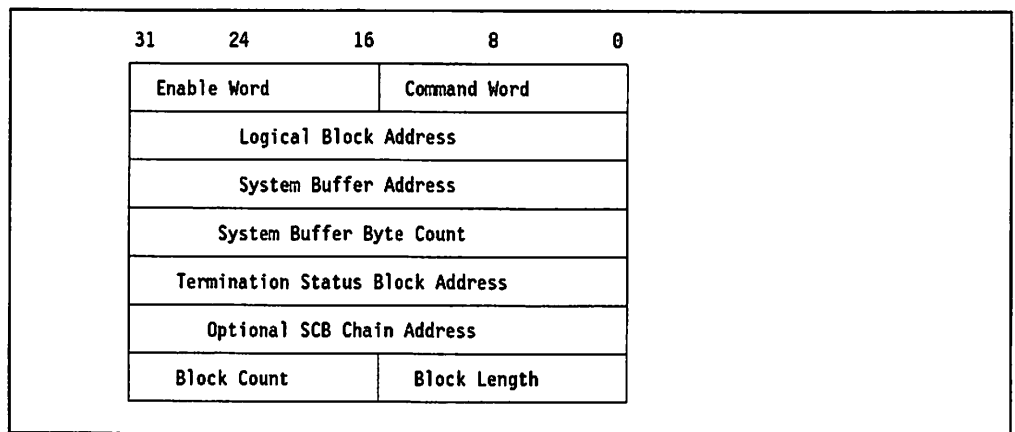 31 24 16 8 0
Enable Word Command Word
Logical Block Address
System Buffer Address
System Buffer Byte Count
Termination Status Block Address
Optional SCB Chain Address
Block Count Block Length